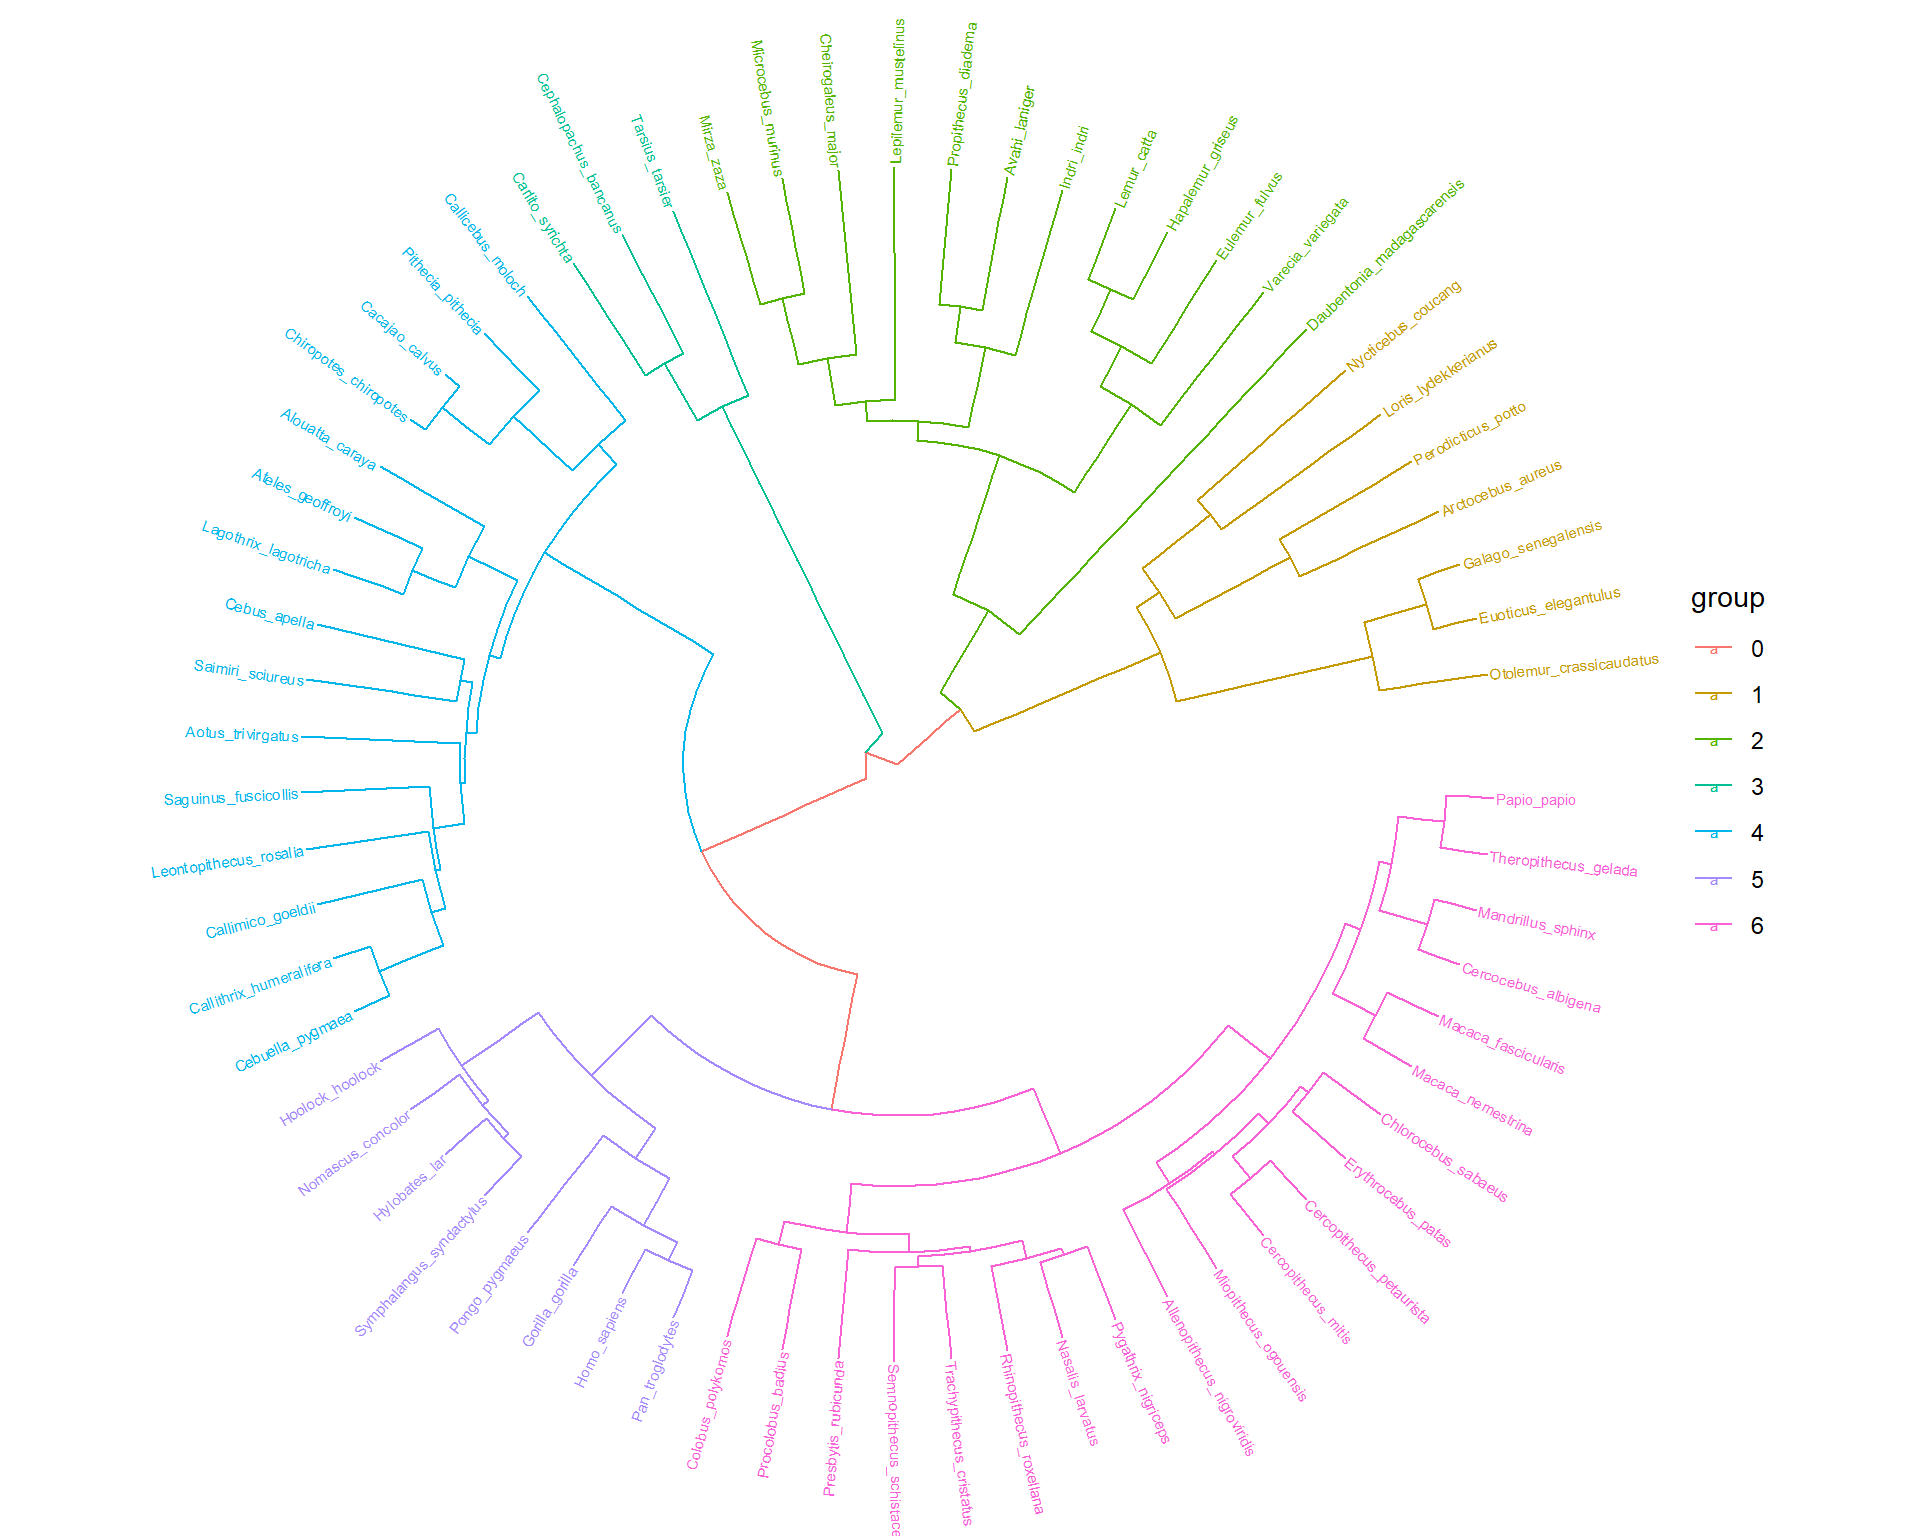 Cephalopachus_bancanus
Tarsius_tarsier
Mirza_zaza
Microcebus_murinus
Cheirogaleus_major
Lepilemur_mustelinus
Propithecus_diadema
Avahi_laniger
Indri_indri
Lemur_catta
Hapalemur_griseus
Eulemur_fulvus
Varecia_variegata
Daubentonia_madagascarensis
Nycticebus_coucang
Loris_lydekkerianus
Perodicticus_potto
Arctocebus_aureus
Galago_senegalensis
Euoticus_elegantulus
Otolemur_crassicaudatus
Carlito_syrichta
Callicebus_moloch
Pithecia_pithecia
Cacajao_calvus
Chiropotes_chiropotes
Alouatta_caraya
Ateles_geoffroyi
Lagothrix_lagotricha
Cebus_apella
Saimiri_sciureus
Aotus_trivirgatus
Saguinus_fuscicollis
Leontopithecus_rosalia
Callimico_goeldii
Callithrix_humeralifera
Cebuella_pygmaea
Hoolock_hoolock
Nomascus_concolor
Hylobates_lar
Symphalangus_syndactylus
Pongo_pygmaeus
Gorilla_gorilla
Homo_sapiens
Pan_troglodytes
Colobus_polykomos
Procolobus_badius
Presbytis_rubicunda
Semnopithecus_schistace
Trachypithecus_cristatus
Rhinopithecus_roxellana
Nasalis_larvatus
Pygathrix_nigriceps
Allenopithecus_nigroviridis
Miopithecus_ogouensis
Cercopithecus_mitis
Cercopithecus_petaurista
Erythrocebus_patas
Chlorocebus_sabaeus
Macaca_nemestrina
Macaca_fascicularis
Cercocebus_albigena
Mandrillus_sphinx
Theropithecus_gelada
Papio_papio
group
a 0
a 1
a 2
a 3
a 4
a 5
a 6